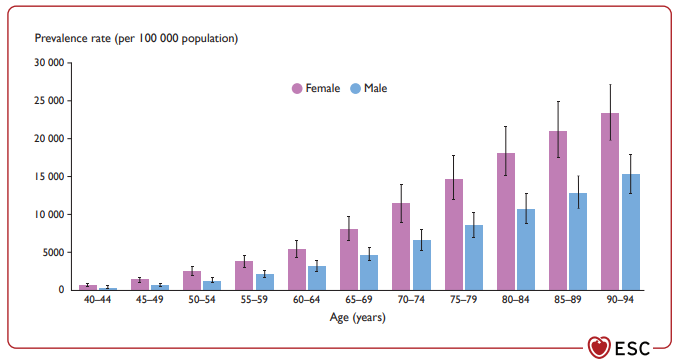 Prevalence rate (per 100 000 population)
30 000
25 000
20 000
15 000
10 000
5000
0
Female Male
40–44 45–49 50–54 55–59 60–64 65–69 70–74 75–79 80–84 85–89 90–94
Age (years)
ESC